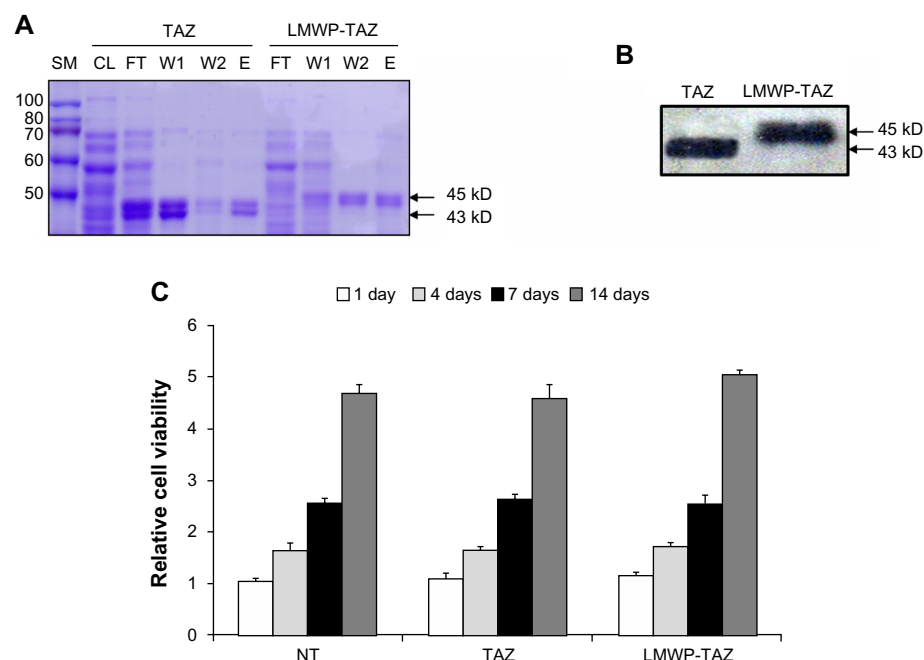 A
TAZ LMWP-TAZ
SM CL FT W1 W2 E FT W1 W2 E
100
80
70
60
50
45 kD
43 kD
B
TAZ LMWP-TAZ
45 kD
43 kD
C
1 day 4 days 7 days 14 days
Relative cell viability
6
5
4
3
2
1
0
NT TAZ LMWP-TAZ